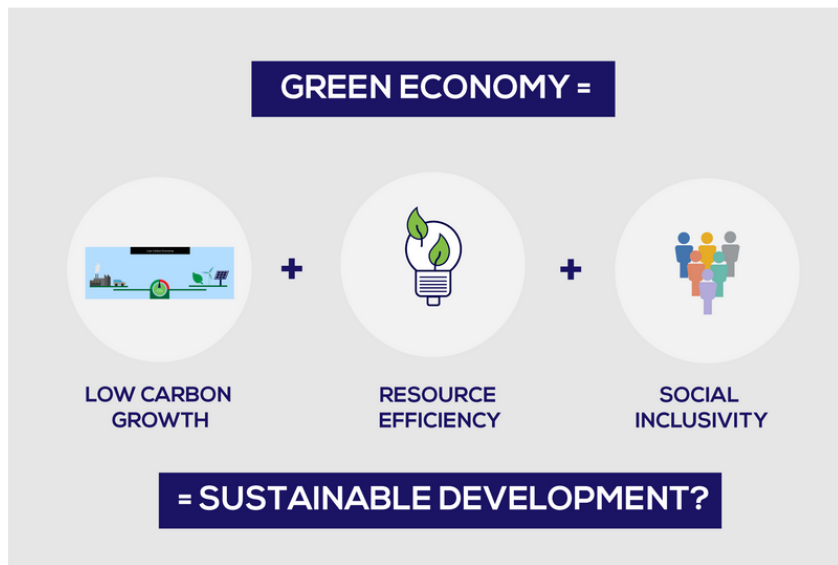 GREEN ECONOMY =
+
+
LOW CARBON
GROWTH
RESOURCE
EFFICIENCY
SOCIAL
INCLUSIVITY
= SUSTAINABLE DEVELOPMENT?